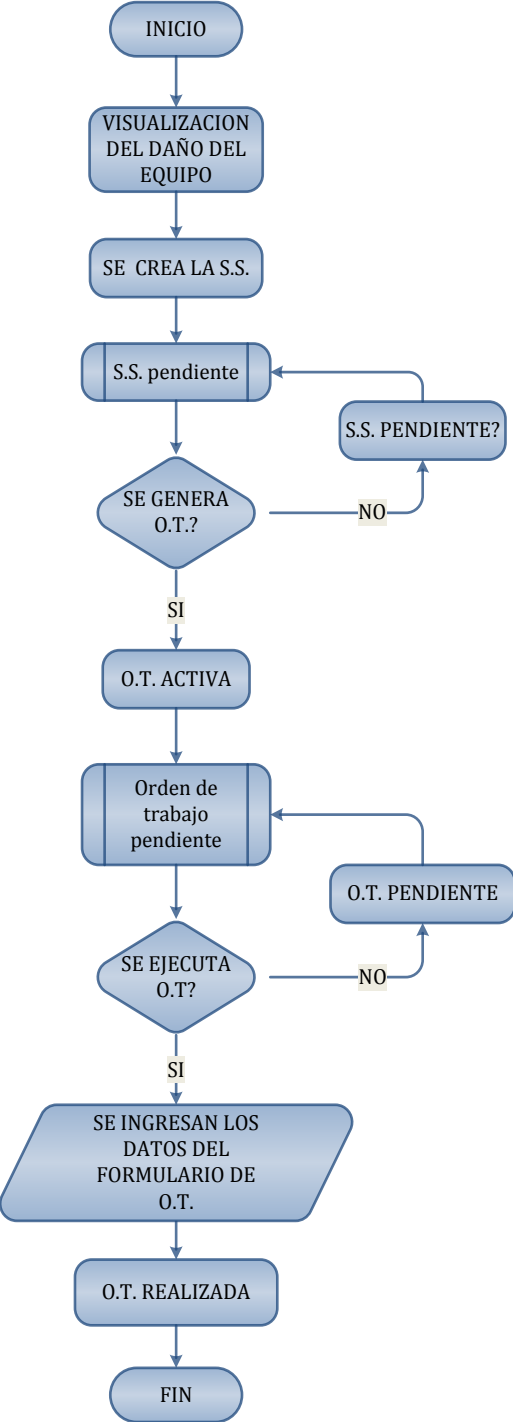 INICIO
VISUALIZACION
DEL DAÑO DEL
EQUIPO
SE CREA LA S.S.
S.S. pendiente
S.S. PENDIENTE?
SE GENERA
O.T.?
NO
SI
O.T. ACTIVA
Orden de
trabajo
pendiente
O.T. PENDIENTE
SE EJECUTA
O.T?
NO
SI
SE INGRESAN LOS
DATOS DEL
FORMULARIO DE
O.T.
O.T. REALIZADA
FIN